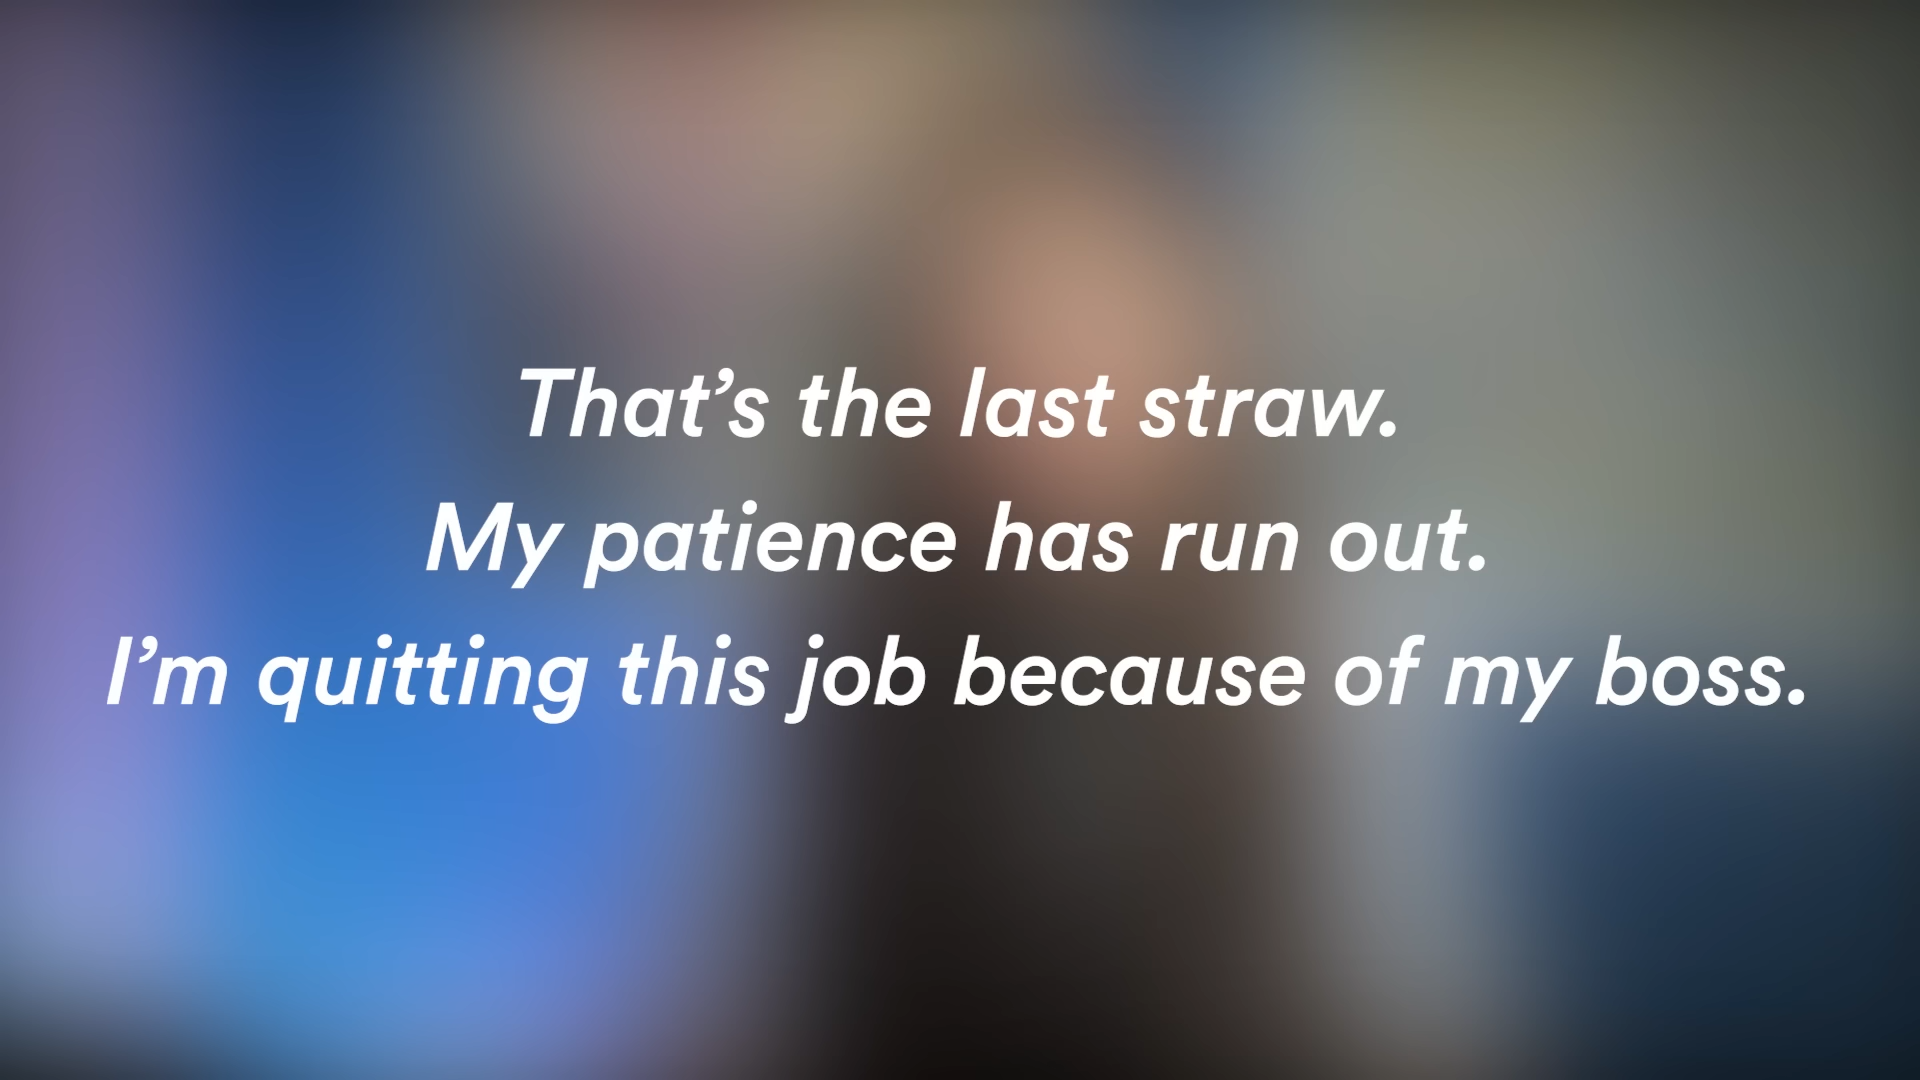 That’s the last straw.
My patience has run out.
I’m quitting this job because of my boss.